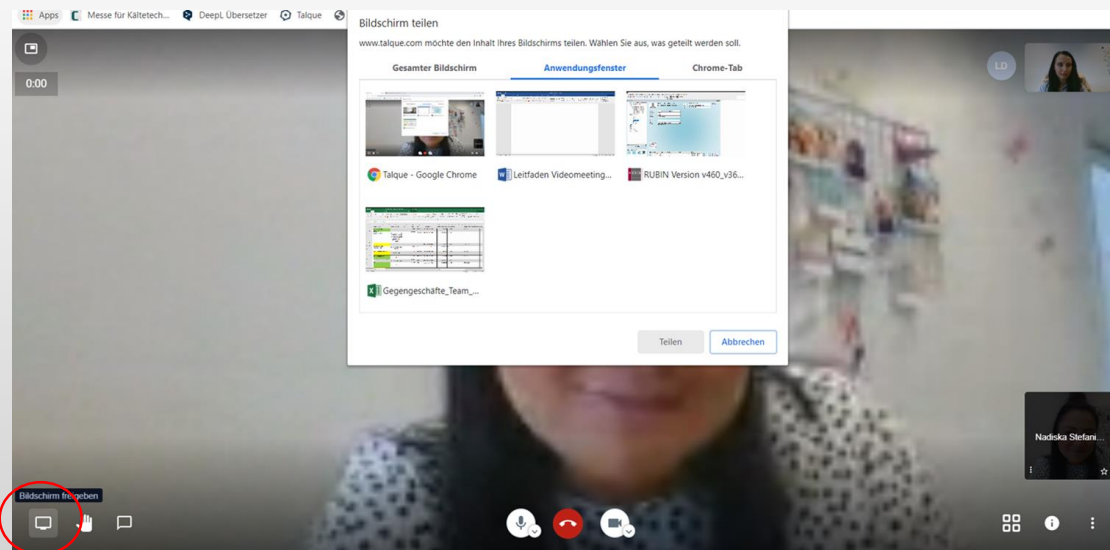 Apps Messe für Kältetech... DeepL Übersetzer Talque
Bildschirm teilen
www.talque.com möchte den Inhalt Ihres Bildschirms teilen. Wählen Sie aus, was geteilt werden soll.
Gesamter Bildschirm Anwendungsfenster Chrome-Tab
0:00
LD
Talque - Google Chrome Leitfaden Videomeeting... RUBIN Version v460_v36...
Gegengeschäfte_Team_...
Teilen Abbrechen
Nadiska Stefani...
Bildschirm freigeben